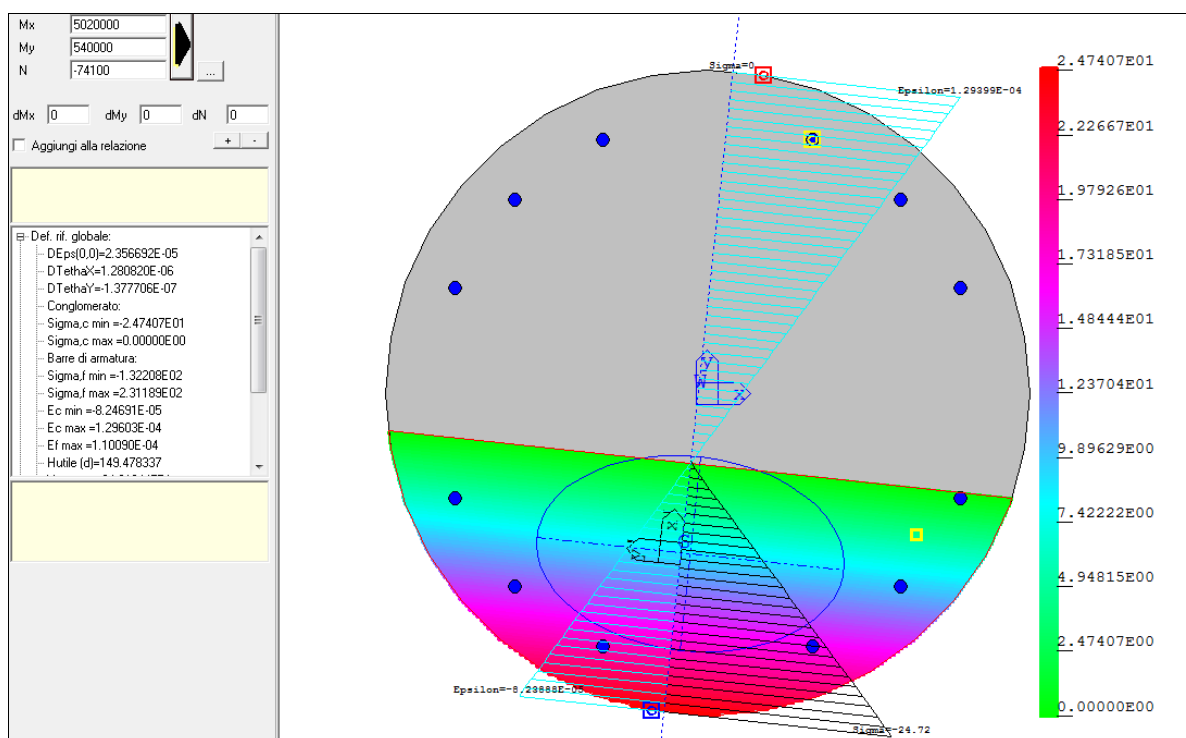 Mx 5020000
My 540000
N -74100 ...
dMx 0 dMy 0 dN 0
Aggiungi alla relazione + -
Def. rif. globale:
DEps(0,0)=2.356692E-05
DTethaX=1.280820E-06
DTethaY=-1.377706E-07
Conglomerato:
Sigma,c min =-2.47407E01
Sigma,c max =0.00000E00
Barre di armatura:
Sigma,f min =-1.32208E02
Sigma,f max =2.31189E02
Ec min =-8.24691E-05
Ec max =1.29603E-04
Ef max =1.10090E-04
Hutile (d)=149.478337
Sigma=0
Epsilon=1.29399E-04
Y
X
X
Epsilon=-8.23888E-05
Sigma=-24.72
2.47407E01
2.22667E01
1.97926E01
1.73185E01
1.48444E01
1.23704E01
9.89629E00
7.42222E00
4.94815E00
2.47407E00
0.00000E00